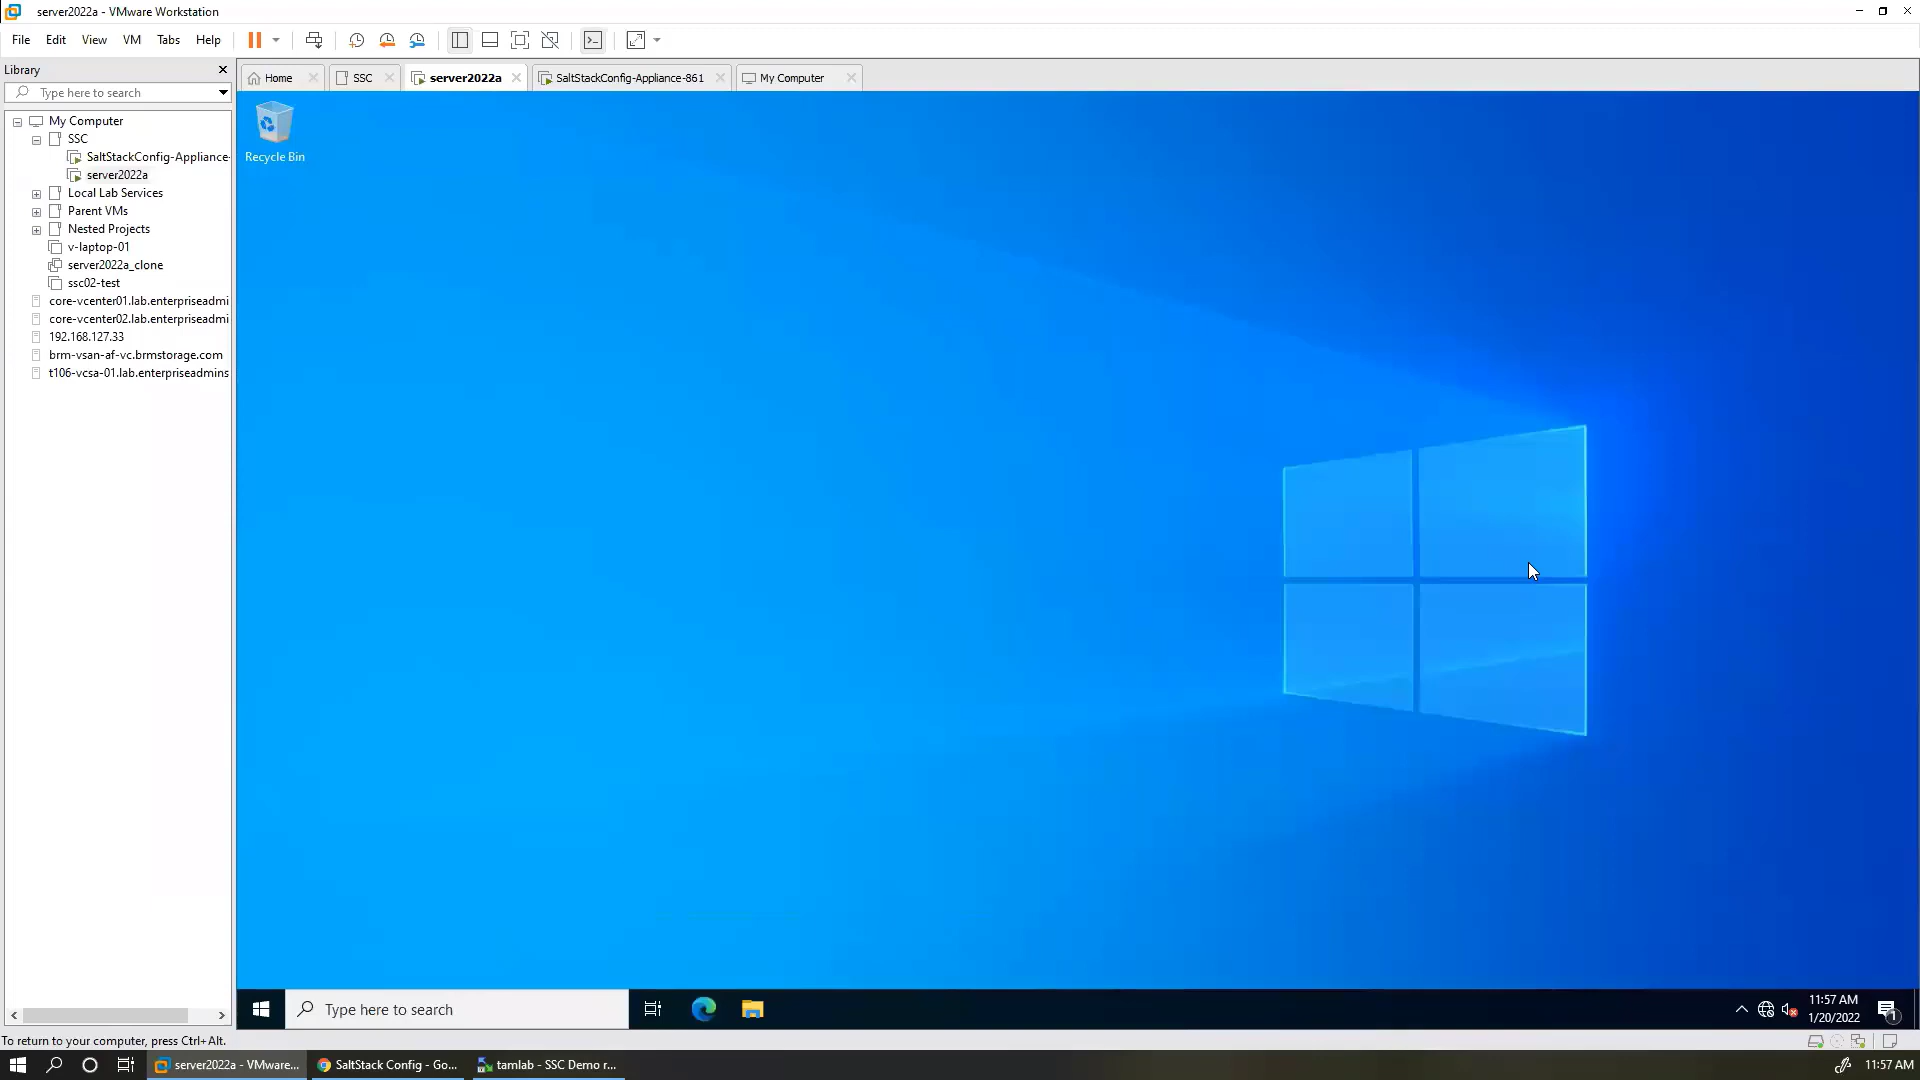 server2022a - VMware Workstation
File Edit View VM Tabs Help
Library
Type here to search
Home SSC server2022a SaltStackConfig-Appliance-861 My Computer
My Computer
SSC
SaltStackConfig-Appliance-
server2022a
Local Lab Services
Parent VMs
Nested Projects
v-laptop-01
server2022a_clone
ssc02-test
core-vcenter01.lab.enterpriseadmi
core-vcenter02.lab.enterpriseadmi
192.168.127.33
brm-vsan-af-vc.brmstorage.com
t106-vcsa-01.lab.enterpriseadmins
Recycle Bin
Type here to search
11:57 AM
1/20/2022
1
To return to your computer, press Ctrl+Alt.
server2022a - VMware... SaltStack Config - Go... tamlab - SSC Demo r... 11:57 AM